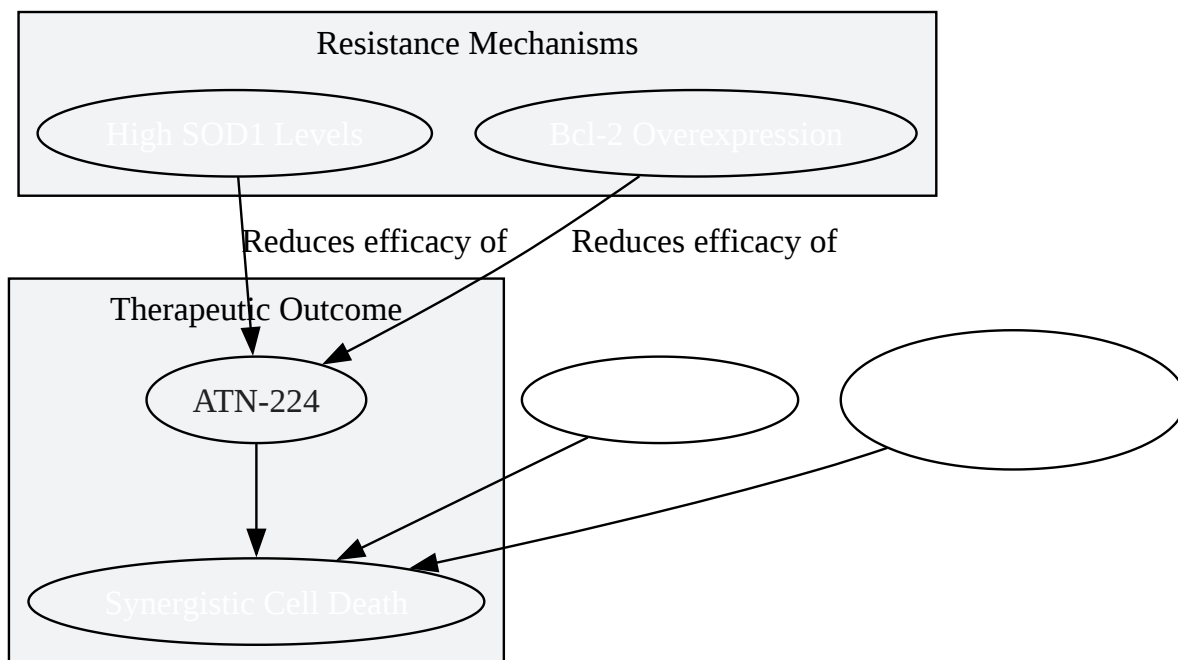 Resistance Mechanisms
High SOD1 Levels
Bcl-2 Overexpression
Reduces efficacy of
Reduces efficacy of
Therapeutic Outcome
ATN-224
Synergistic Cell Death